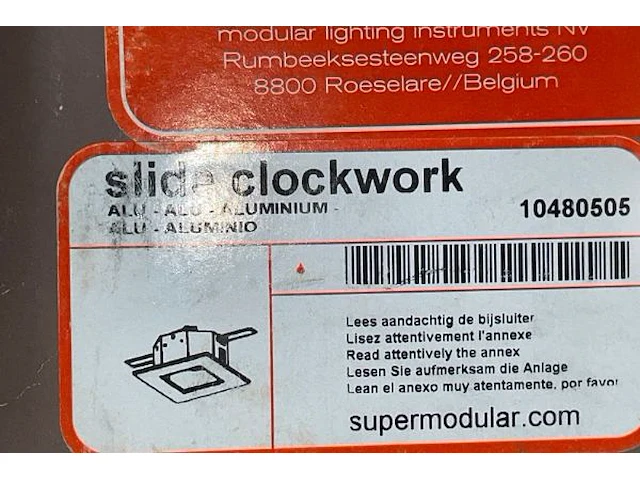 modular lighting instruments NV
Rumbeeksesteenweg 258-260
8800 Roeselare//Belgium
slide clockwork
ALU - ALU - ALUMINIUM -
ALU - ALUMINIO
10480505
Lees aandachtig de bijsluiter
Lisez attentivement l'annexe
Read attentively the annex
Lesen Sie aufmerksam die Anlage
Lean el anexo muy atentamente, por favor
supermodular.com